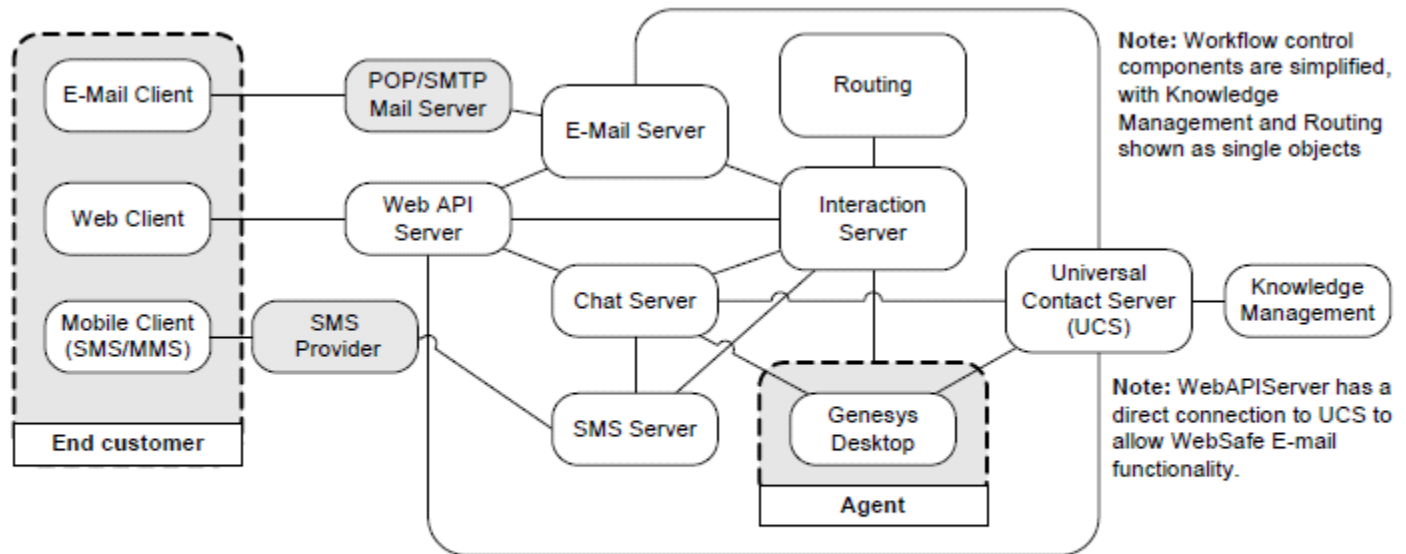 E-Mail Client
POP/SMTP
Mail Server
E-Mail Server
Routing
Note: Workflow control
components are simplified,
with Knowledge
Management and Routing
shown as single objects
Web Client
Web API
Server
Interaction
Server
Mobile Client
(SMS/MMS)
SMS
Provider
Chat Server
Universal
Contact Server
(UCS)
Knowledge
Management
SMS Server
Genesys
Desktop
Note: WebAPIServer has a
direct connection to UCS to
allow WebSafe E-mail
functionality.
End customer
Agent